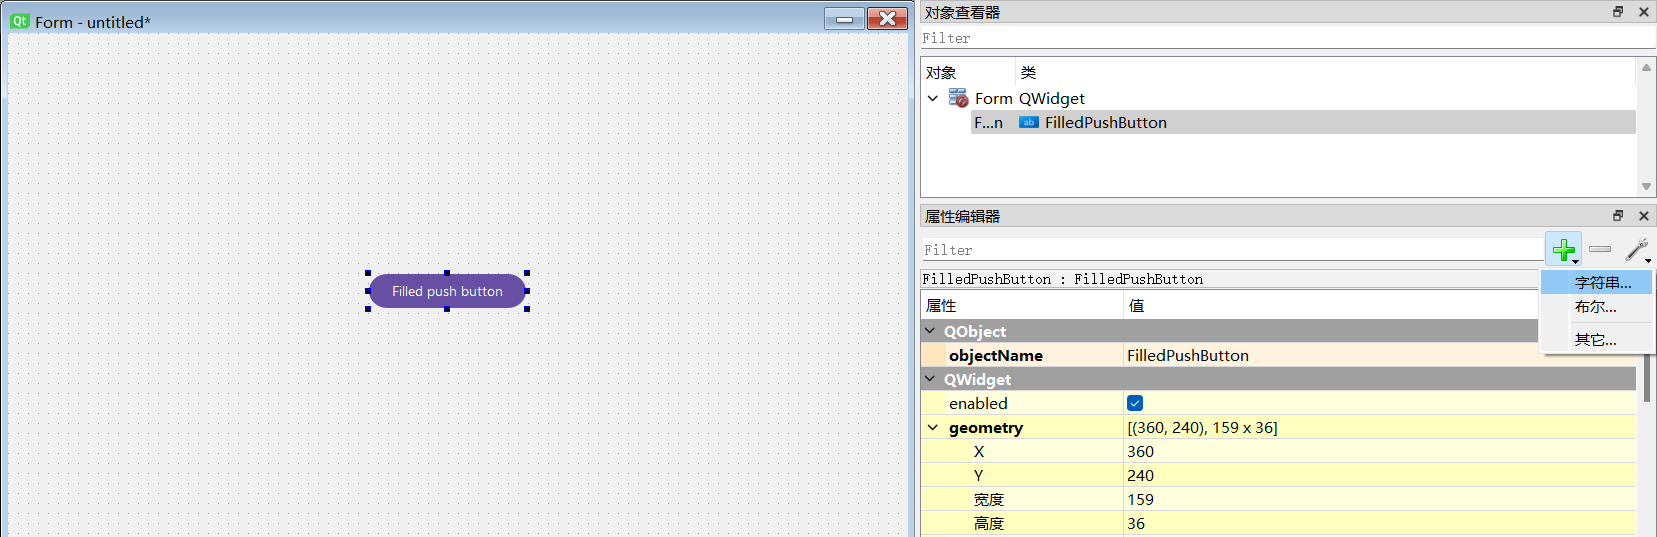 Qt Form - untitled*
Filled push button
对象查看器
Filter
对象 类
Form QWidget
F...n ab FilledPushButton
属性编辑器
Filter
字符串...
布尔...
其它...
FilledPushButton : FilledPushButton
属性 值
QObject
objectName FilledPushButton
QWidget
enabled
geometry [(360, 240), 159 x 36]
X 360
Y 240
宽度 159
高度 36